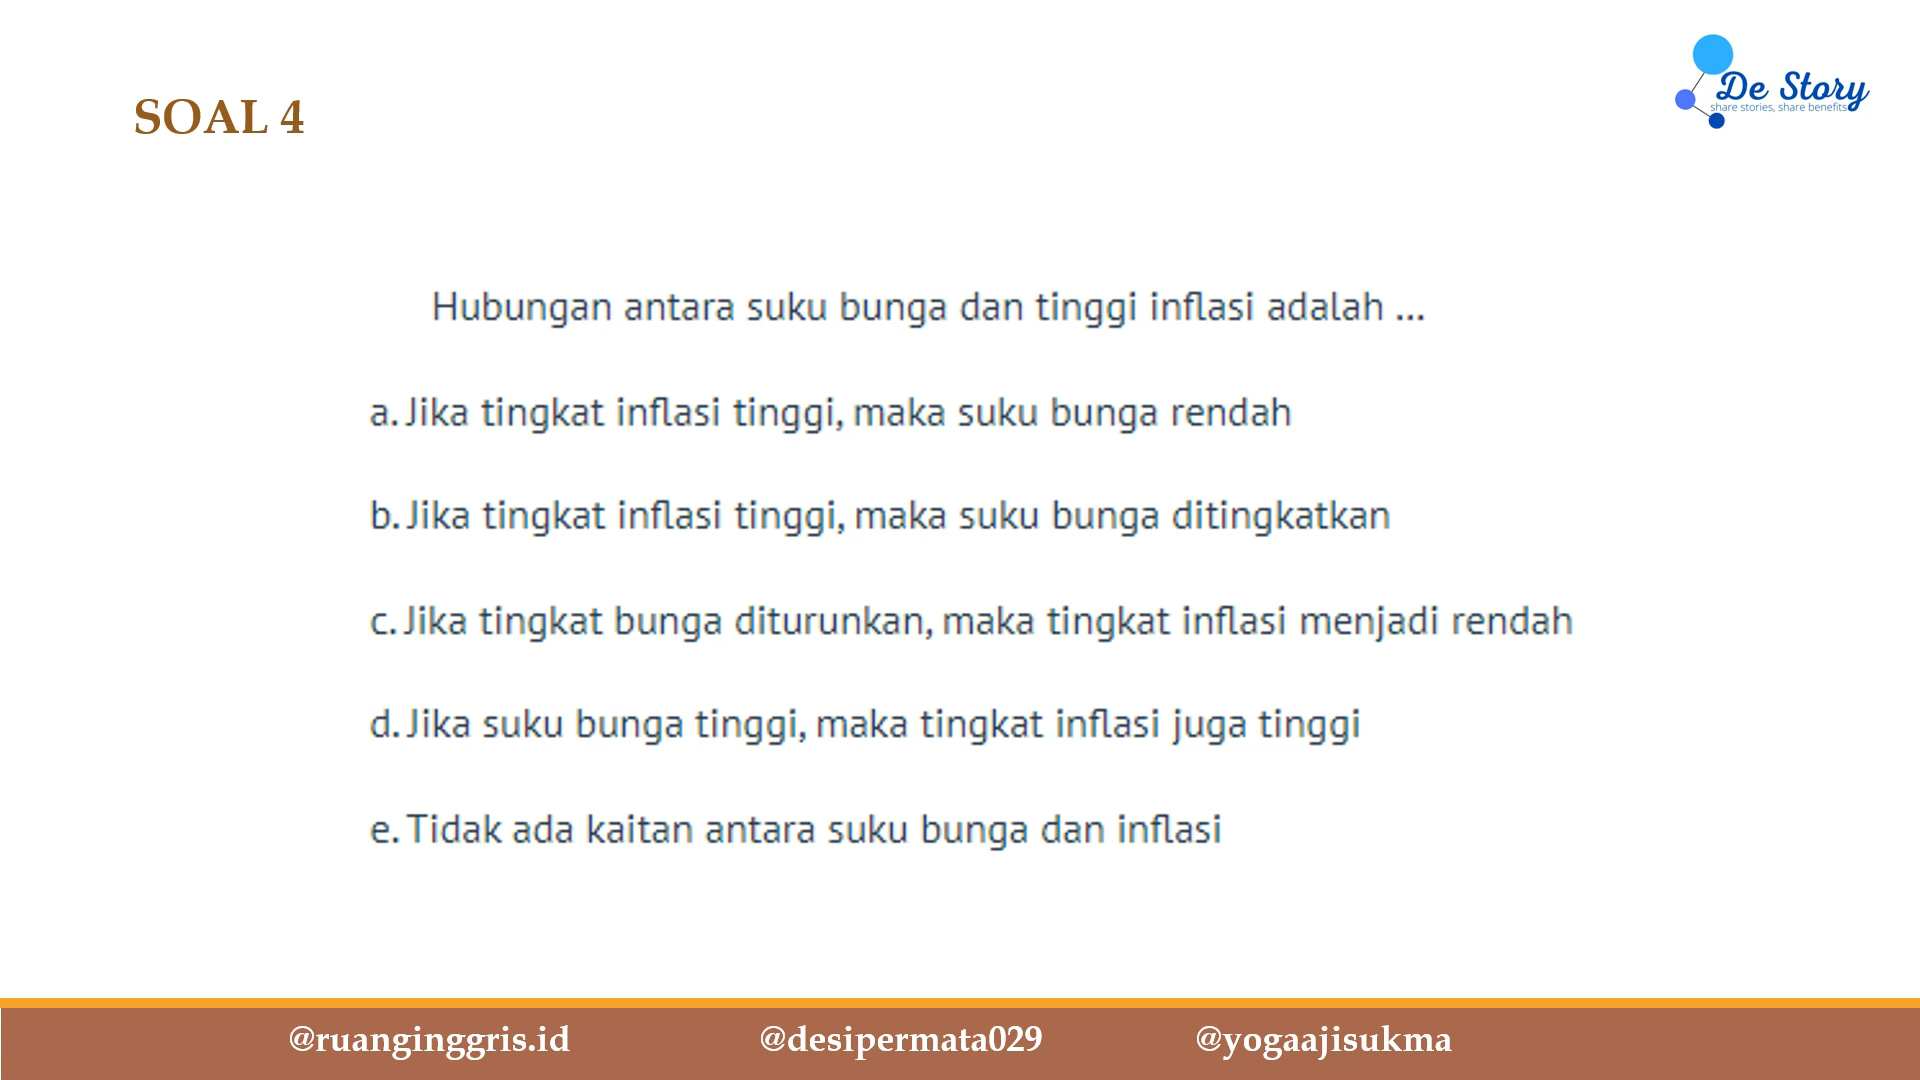 De Story
share stories, share benefits
SOAL 4
Hubungan antara suku bunga dan tinggi inflasi adalah ...
a. Jika tingkat inflasi tinggi, maka suku bunga rendah
b. Jika tingkat inflasi tinggi, maka suku bunga ditingkatkan
c. Jika tingkat bunga diturunkan, maka tingkat inflasi menjadi rendah
d. Jika suku bunga tinggi, maka tingkat inflasi juga tinggi
e. Tidak ada kaitan antara suku bunga dan inflasi
@ruanginggris.id @desipermata029 @yogaajisukma